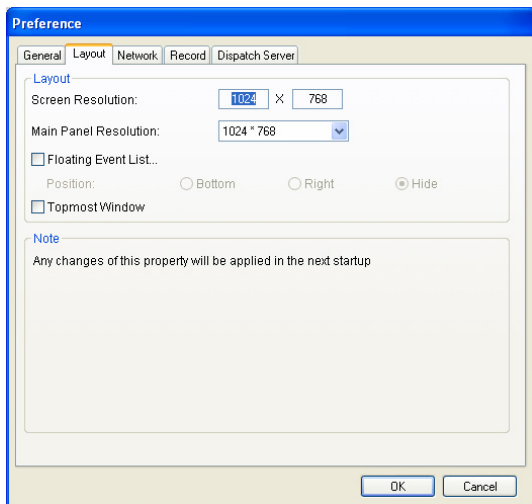 Preference
General Layout Network Record Dispatch Server
Layout
Screen Resolution: 1024 X 768
Main Panel Resolution: 1024 * 768
Floating Event List...
Position: Bottom Right Hide
Topmost Window
Note
Any changes of this property will be applied in the next startup
OK Cancel